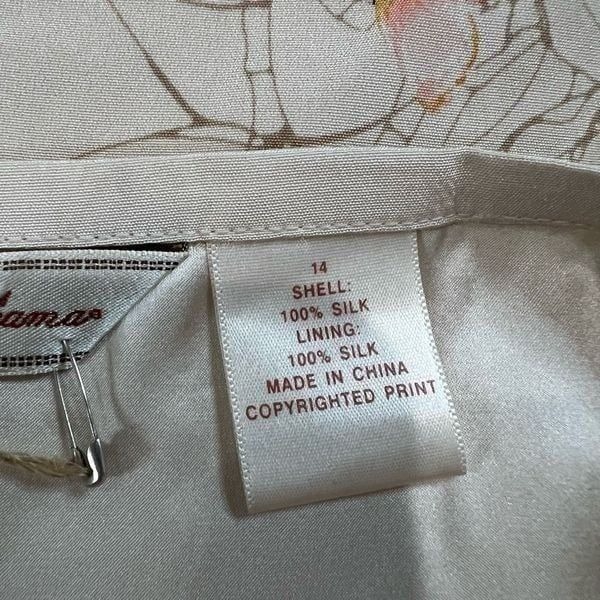 14
SHELL:
100% SILK
LINING:
100% SILK
MADE IN CHINA
COPYRIGHTED PRINT